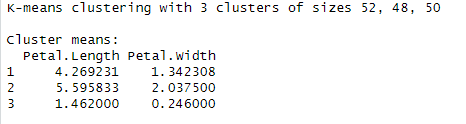 K-means clustering with 3 clusters of sizes 52, 48, 50
Cluster means:
Petal.Length Petal.Width
1 4.269231 1.342308
2 5.595833 2.037500
3 1.462000 0.246000